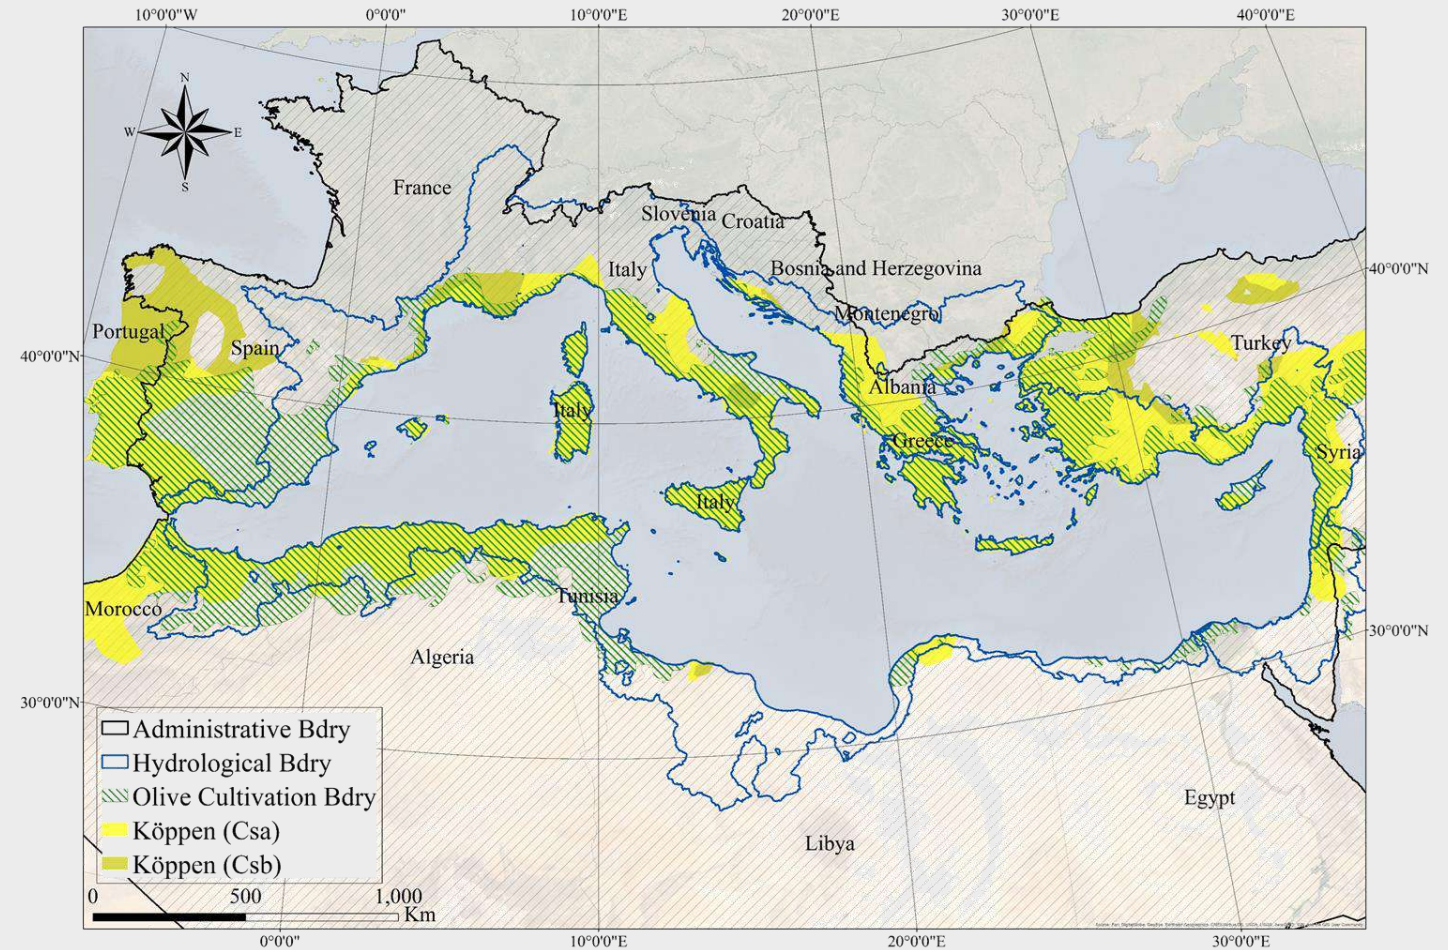 10°0'0"W 0°0'0" 10°0'0"E 20°0'0"E 30°0'0"E 40°0'0"E
N
W E
S
France
Slovenia
Croatia
Italy
Bosnia and Herzegovina
40°0'0"N
Montenegro
Portugal
Spain
Turkey
40°0'0"N
Albania
Italy
Greece
Syria
Italy
Tunisia
Morocco
30°0'0"N
Algeria
30°0'0"N
Administrative Bdry
Hydrological Bdry
Olive Cultivation Bdry
Köppen (Csa)
Köppen (Csb)
Egypt
Libya
0 500 1,000
Km
0°0'0" 10°0'0"E 20°0'0"E 30°0'0"E